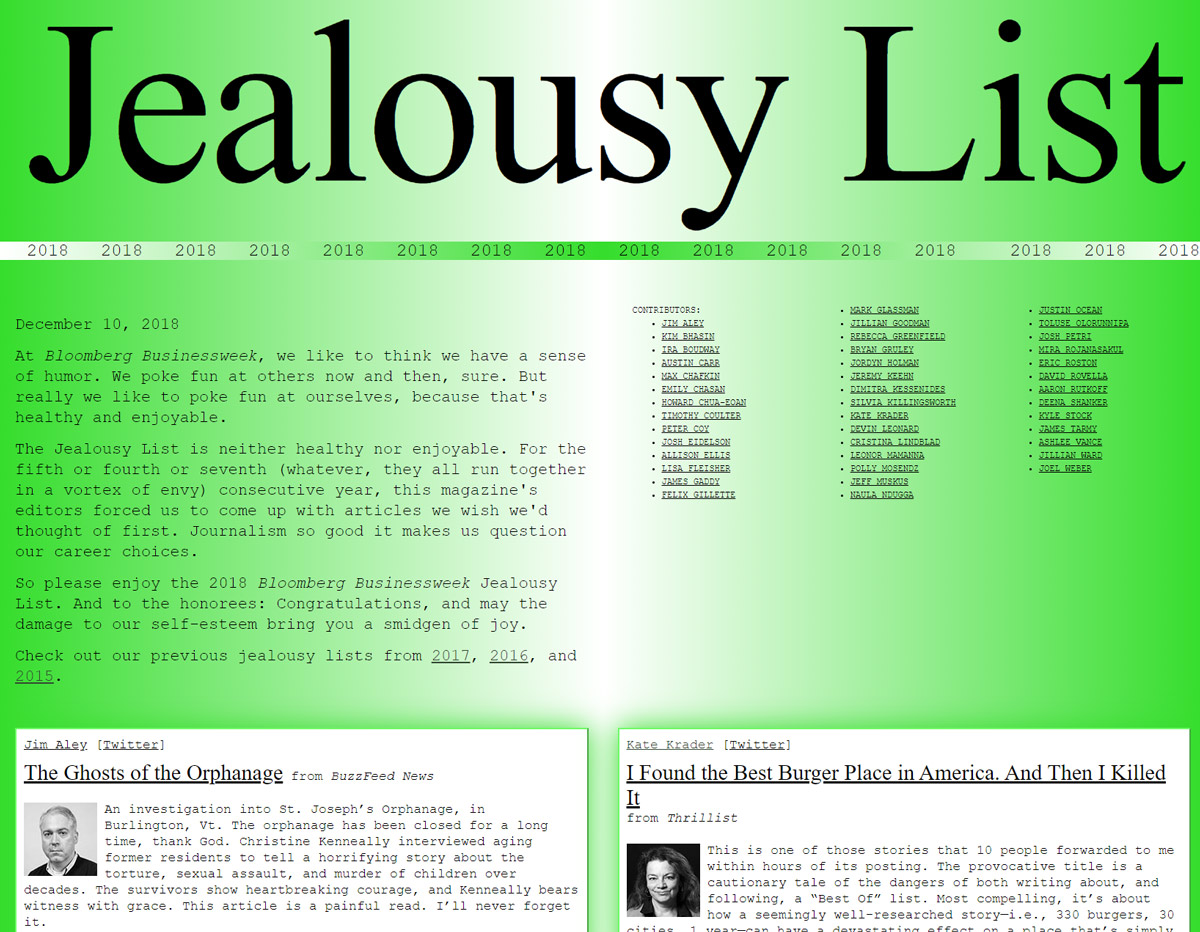 Jealousy List
2018 2018 2018 2018 2018 2018 2018 2018 2018 2018 2018 2018 2018 2018 2018 2018
December 10, 2018
At Bloomberg Businessweek, we like to think we have a sense
of humor. We poke fun at others now and then, sure. But
really we like to poke fun at ourselves, because that's
healthy and enjoyable.
The Jealousy List is neither healthy nor enjoyable. For the
fifth or fourth or seventh (whatever, they all run together
in a vortex of envy) consecutive year, this magazine's
editors forced us to come up with articles we wish we'd
thought of first. Journalism so good it makes us question
our career choices.
So please enjoy the 2018 Bloomberg Businessweek Jealousy
List. And to the honorees: Congratulations, and may the
damage to our self-esteem bring you a smidgen of joy.
Check out our previous jealousy lists from 2017, 2016, and
2015.
CONTRIBUTORS:
• JIM ALEY
• KIM BHASIN
• IRA BOUDWAY
• AUSTIN CARR
• MAX CHAFKIN
• EMILY CHASAN
• HOWARD CHUA-EOAN
• TIMOTHY COULTER
• PETER COY
• JOSH EIDELSON
• ALLISON ELLIS
• LISA FLEISHER
• JAMES GADDY
• FELIX GILLETTE
• MARK GLASSMAN
• JILLIAN GOODMAN
• REBECCA GREENFIELD
• BRYAN GRULEY
• JORDYN HOLMAN
• JEREMY KEEHN
• DIMITRA KESSENIDES
• SILVIA KILLINGSWORTH
• KATE KRADER
• DEVIN LEONARD
• CRISTINA LINDBLAD
• LEONOR MAMANNA
• POLLY MOSENDZ
• JEFF MUSKUS
• NAULA NDUGGA
• JUSTIN OCEAN
• TOLUSE OLORUNNIPA
• JOSH PETRI
• MIRA ROJANASAKUL
• ERIC ROSTON
• DAVID ROVELLA
• AARON RUTKOFF
• DEENA SHANKER
• KYLE STOCK
• JAMES TARMY
• ASHLEE VANCE
• JILLIAN WARD
• JOEL WEBER
Jim Aley [Twitter]
The Ghosts of the Orphanage from BuzzFeed News
An investigation into St. Joseph’s Orphanage, in
Burlington, Vt. The orphanage has been closed for a long
time, thank God. Christine Kenneally interviewed aging
former residents to tell a horrifying story about the
torture, sexual assault, and murder of children over
decades. The survivors show heartbreaking courage, and Kenneally bears
witness with grace. This article is a painful read. I’ll never forget
it.
Kate Krader [Twitter]
I Found the Best Burger Place in America. And Then I Killed
It
from Thrillist
This is one of those stories that 10 people forwarded to me
within hours of its posting. The provocative title is a
cautionary tale of the dangers of both writing about, and
following, a “Best Of” list. Most compelling, it’s about
how a seemingly well-researched story—i.e., 330 burgers, 30
cities, 1 year—can have a devastating effect on a place that’s simply